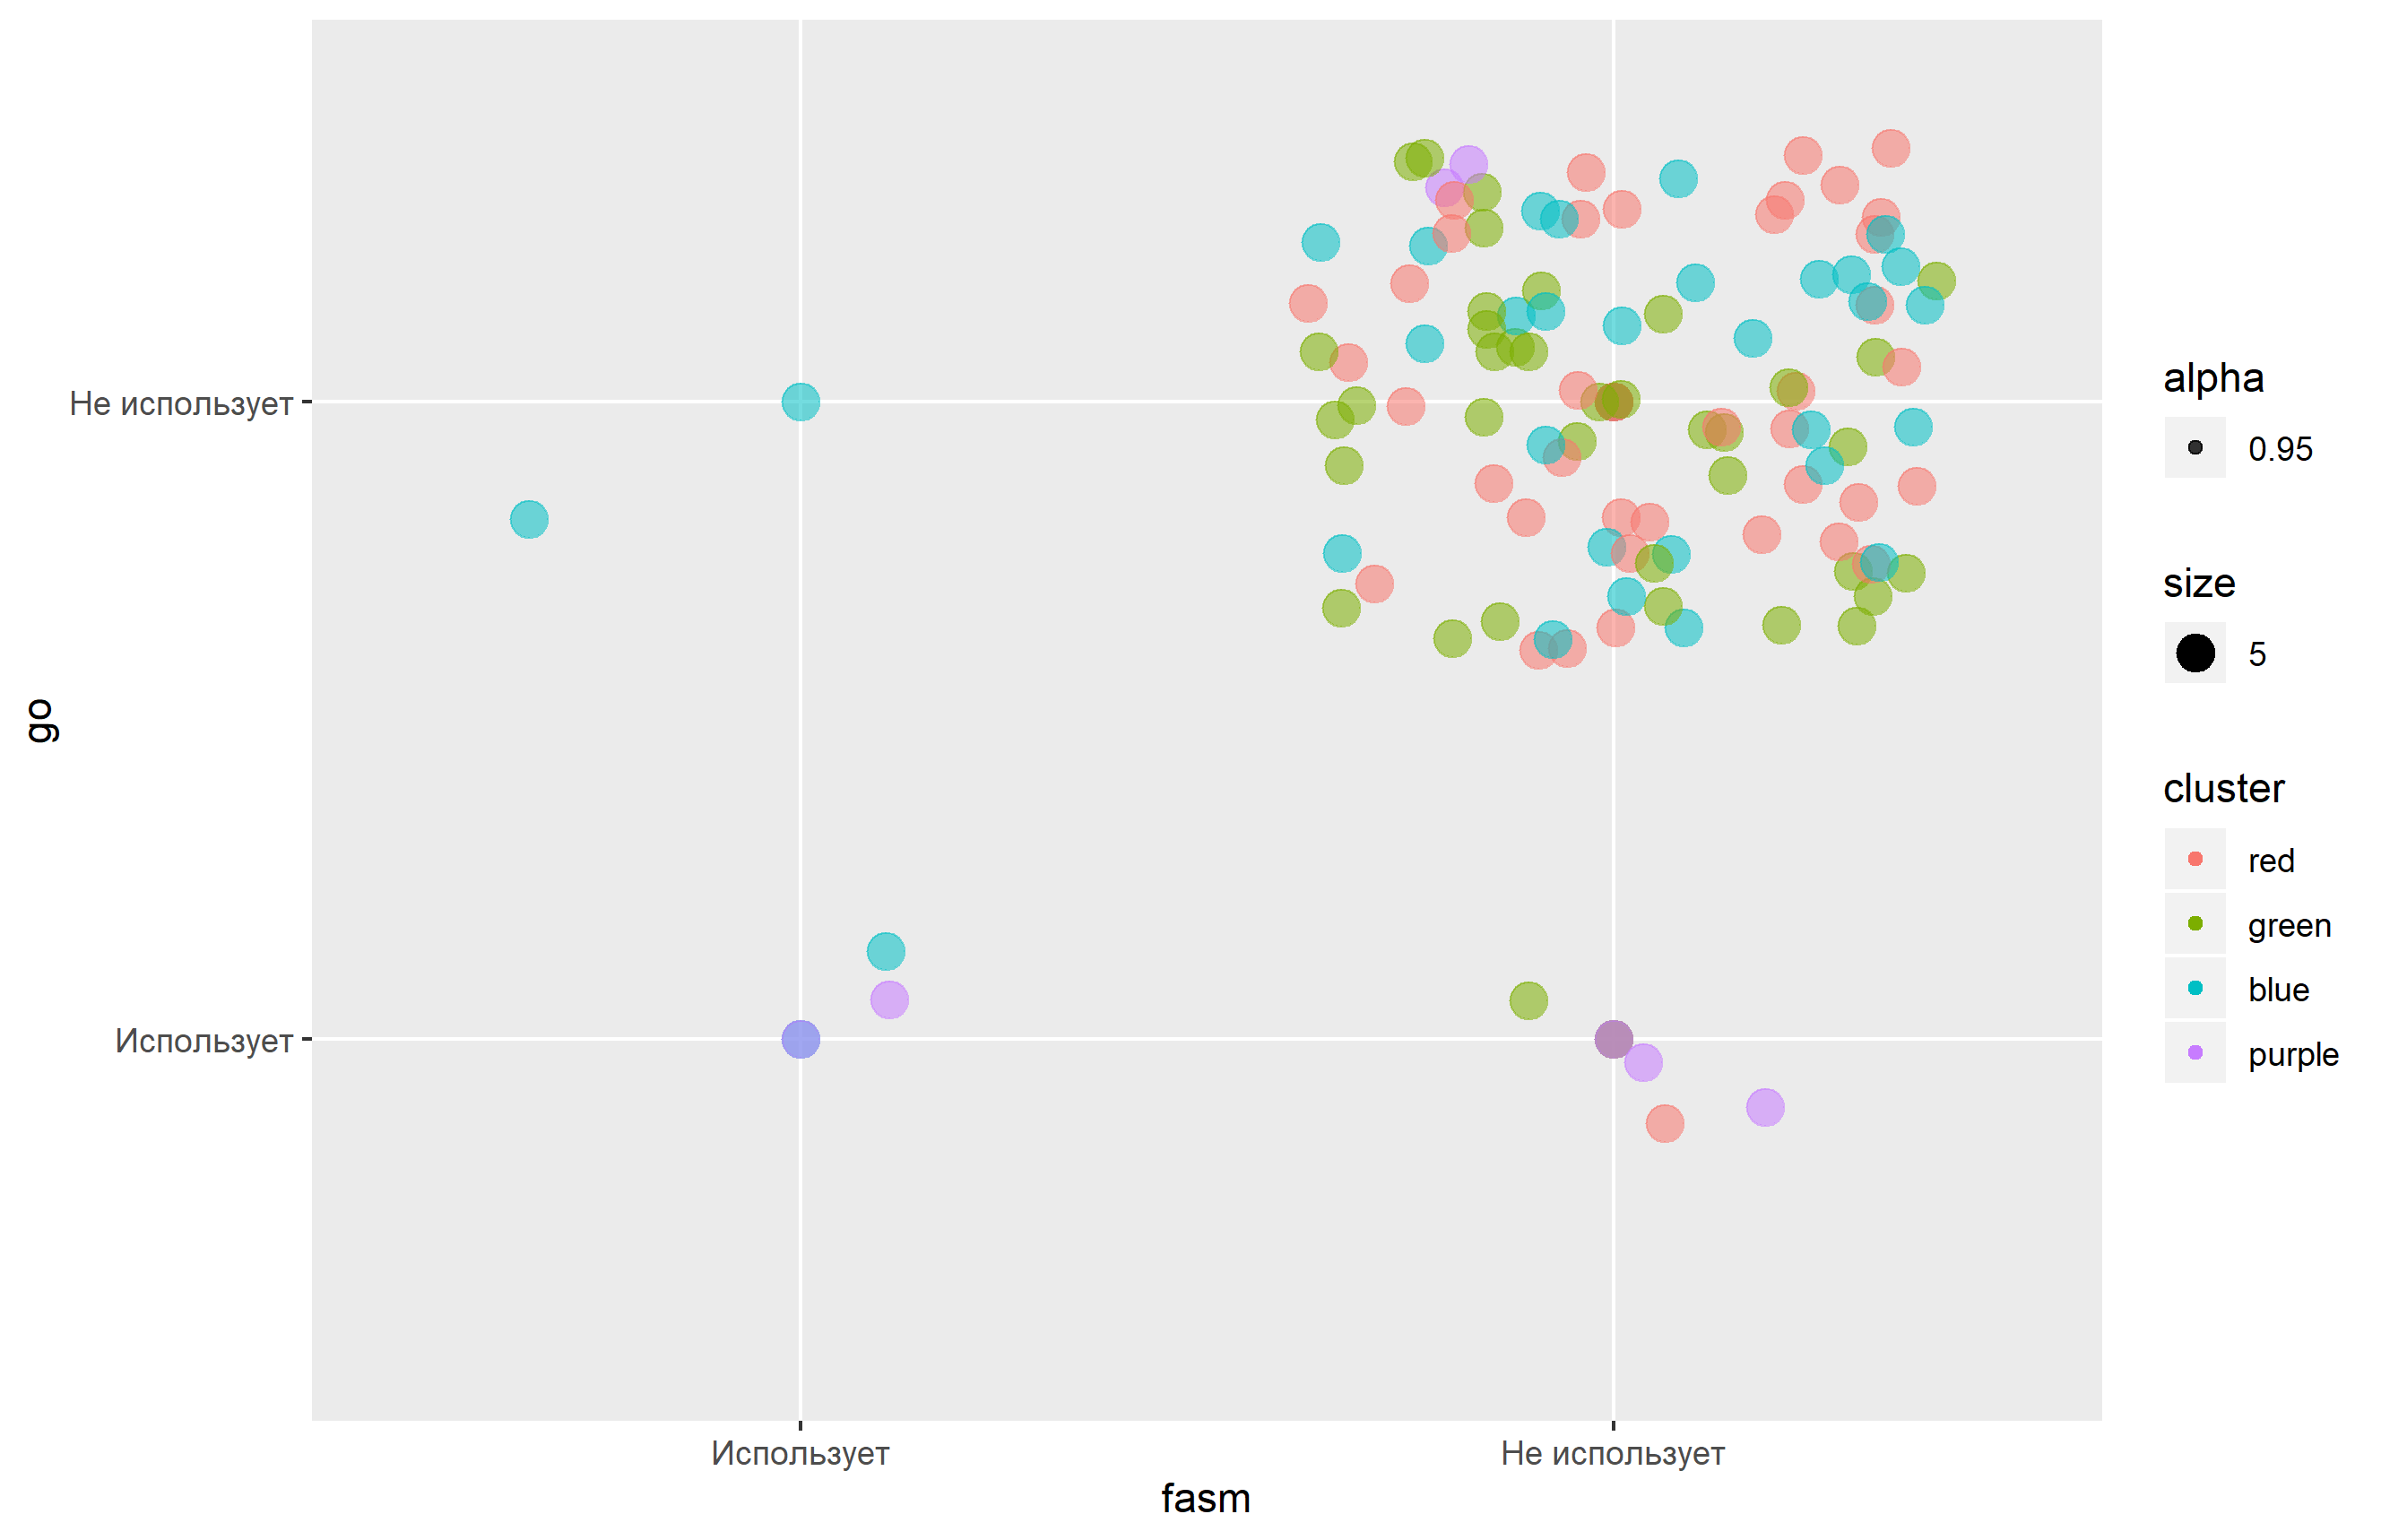 go
Не использует
Использует
Использует
Не использует
fasm
alpha
0.95
size
5
cluster
red
green
blue
purple